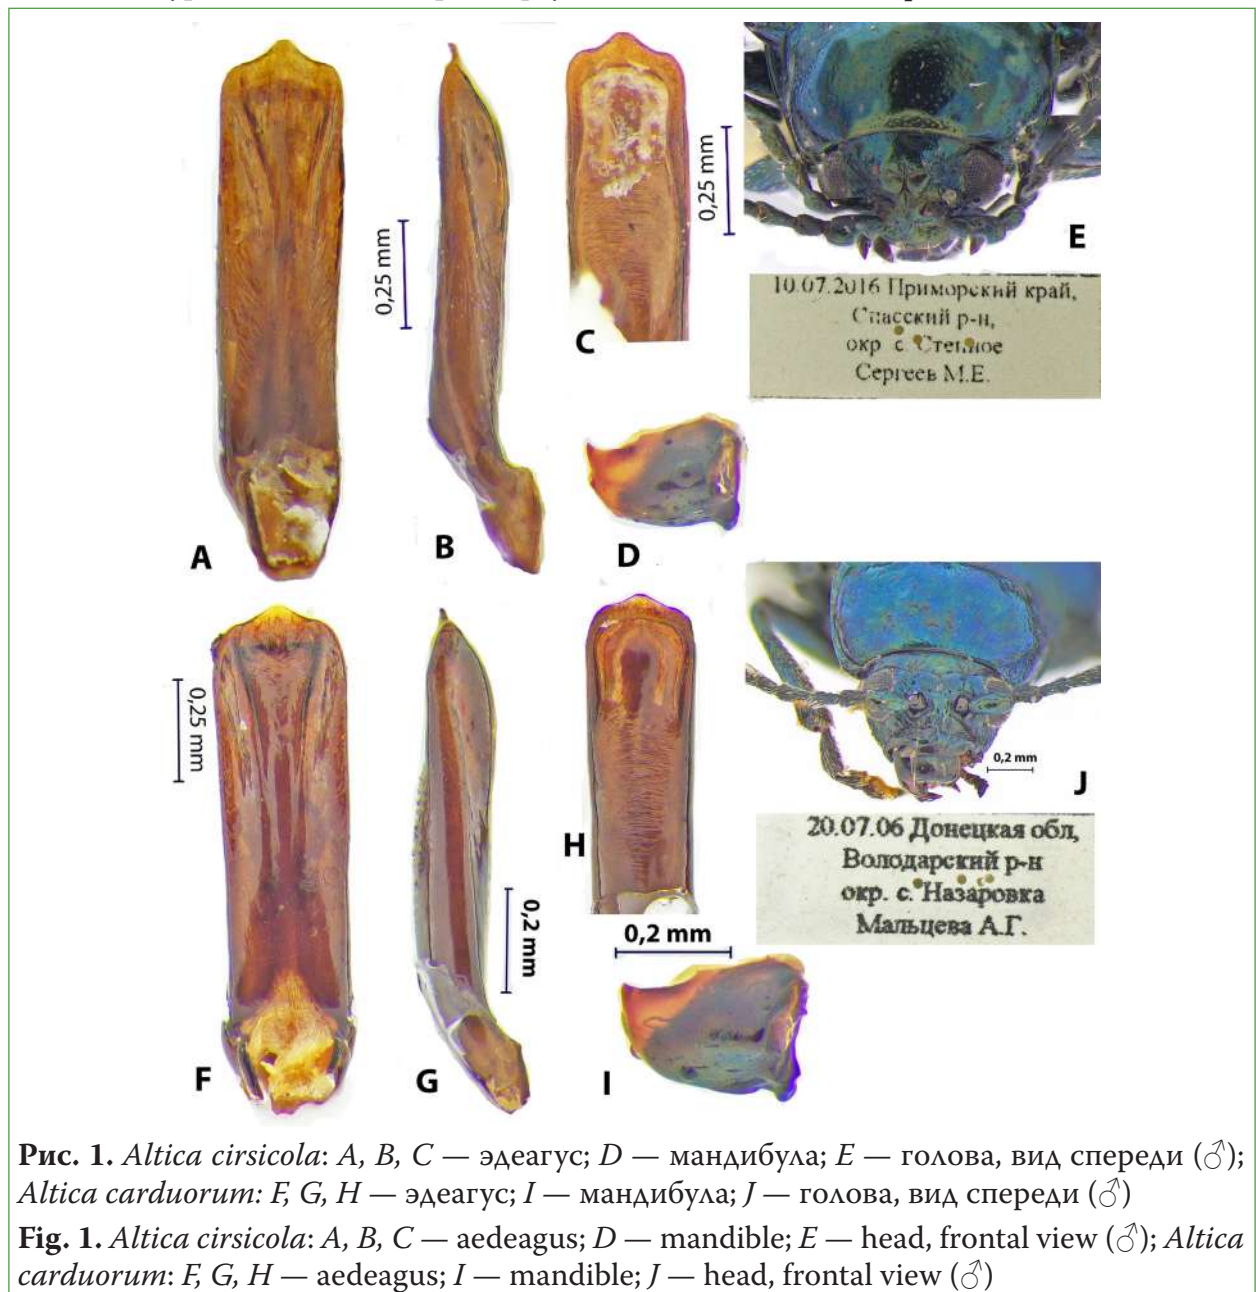 0,25 mm
0,25 mm
E
10.07.2016 Приморский край,
Спасский р-н,
окр. с. Степное
Сергеев М.Е.
C
A
B
D
0,25 mm
0,25 mm
0,2 mm
J
H
20.07.06 Донецкая обл,
Володарский р-н
окр. с. Назаровка
Мальцева А.Г.
0,2 mm
0,2 mm
F
G
I
Рис. 1. Altica cirsicola: A, B, C — эдеагус; D — мандибула; E — голова, вид спереди (♂);
Altica carduorum: F, G, H — эдеагус; I — мандибула; J — голова, вид спереди (♂)
Fig. 1. Altica cirsicola: A, B, C — aedeagus; D — mandible; E — head, frontal view (♂); Altica
carduorum: F, G, H — aedeagus; I — mandible; J — head, frontal view (♂)